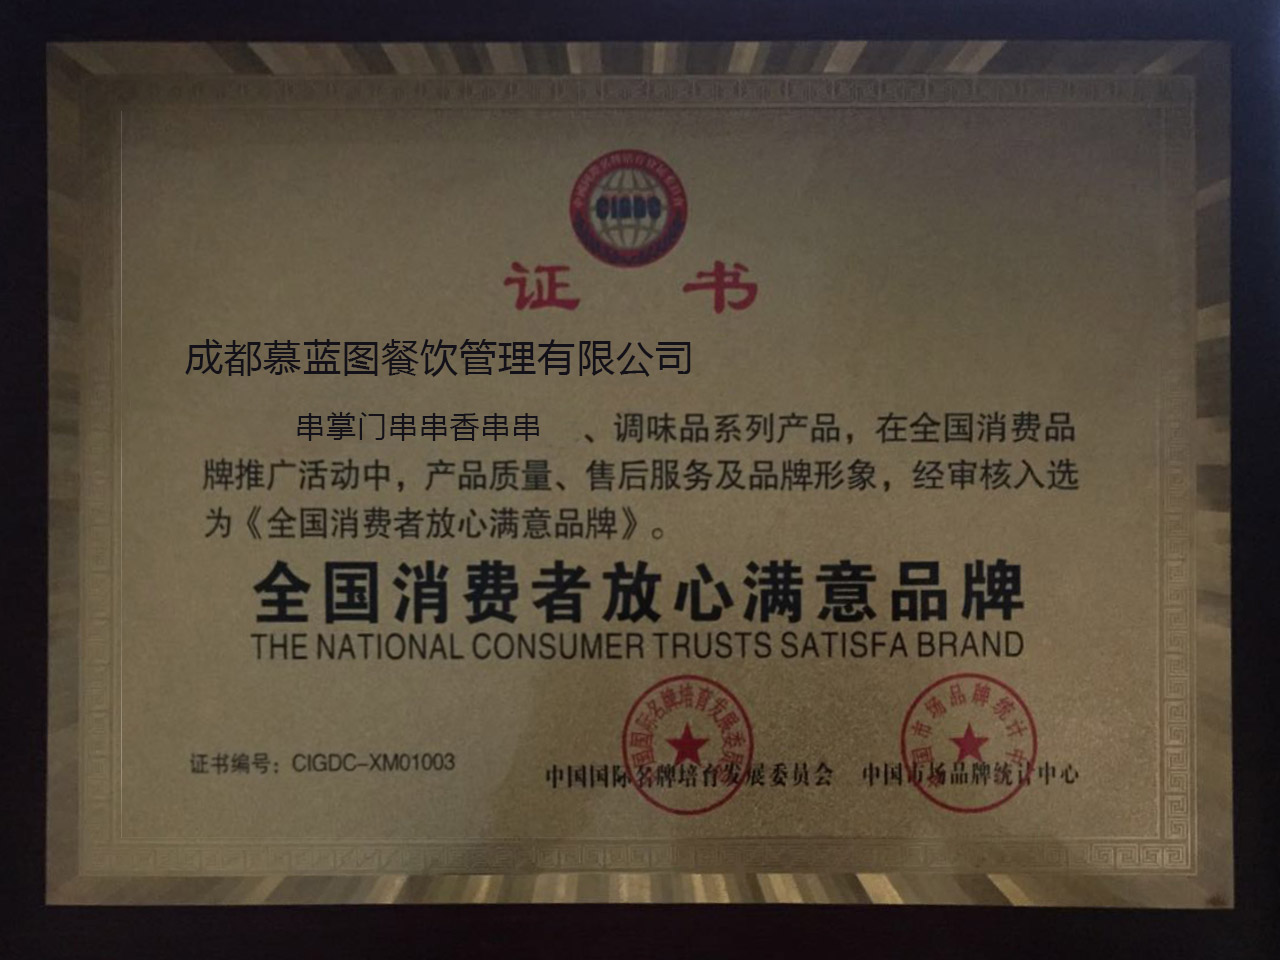 CIGDC
证 书
成都慕蓝图餐饮管理有限公司
串掌门串串香串串 、调味品系列产品，在全国消费品
牌推广活动中，产品质量、售后服务及品牌形象，经审核入选
为《全国消费者放心满意品牌》。
全国消费者放心满意品牌
THE NATIONAL CONSUMER TRUSTS SATISFA BRAND
证书编号：CIGDC-XM01003
中国国际名牌培育发展委员会 中国市场品牌统计中心